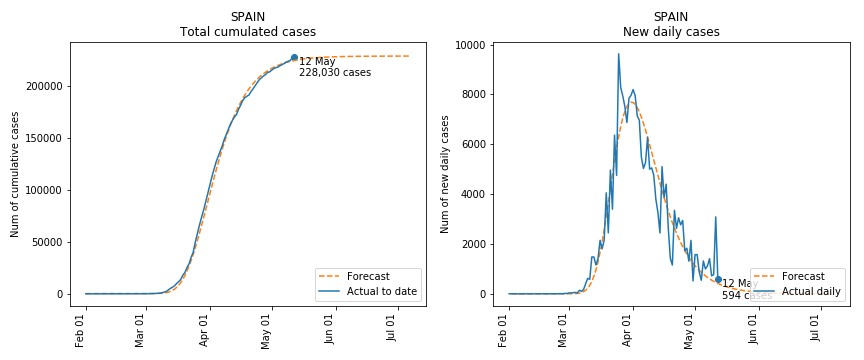 SPAIN
Total cumulated cases
Num of cumulative cases
200000
150000
100000
50000
0
12 May
228,030 cases
Forecast
Actual to date
Feb 01
Mar 01
Apr 01
May 01
Jun 01
Jul 01
SPAIN
New daily cases
Num of new daily cases
10000
8000
6000
4000
2000
0
12 May
594 cases
Forecast
Actual daily
Feb 01
Mar 01
Apr 01
May 01
Jun 01
Jul 01